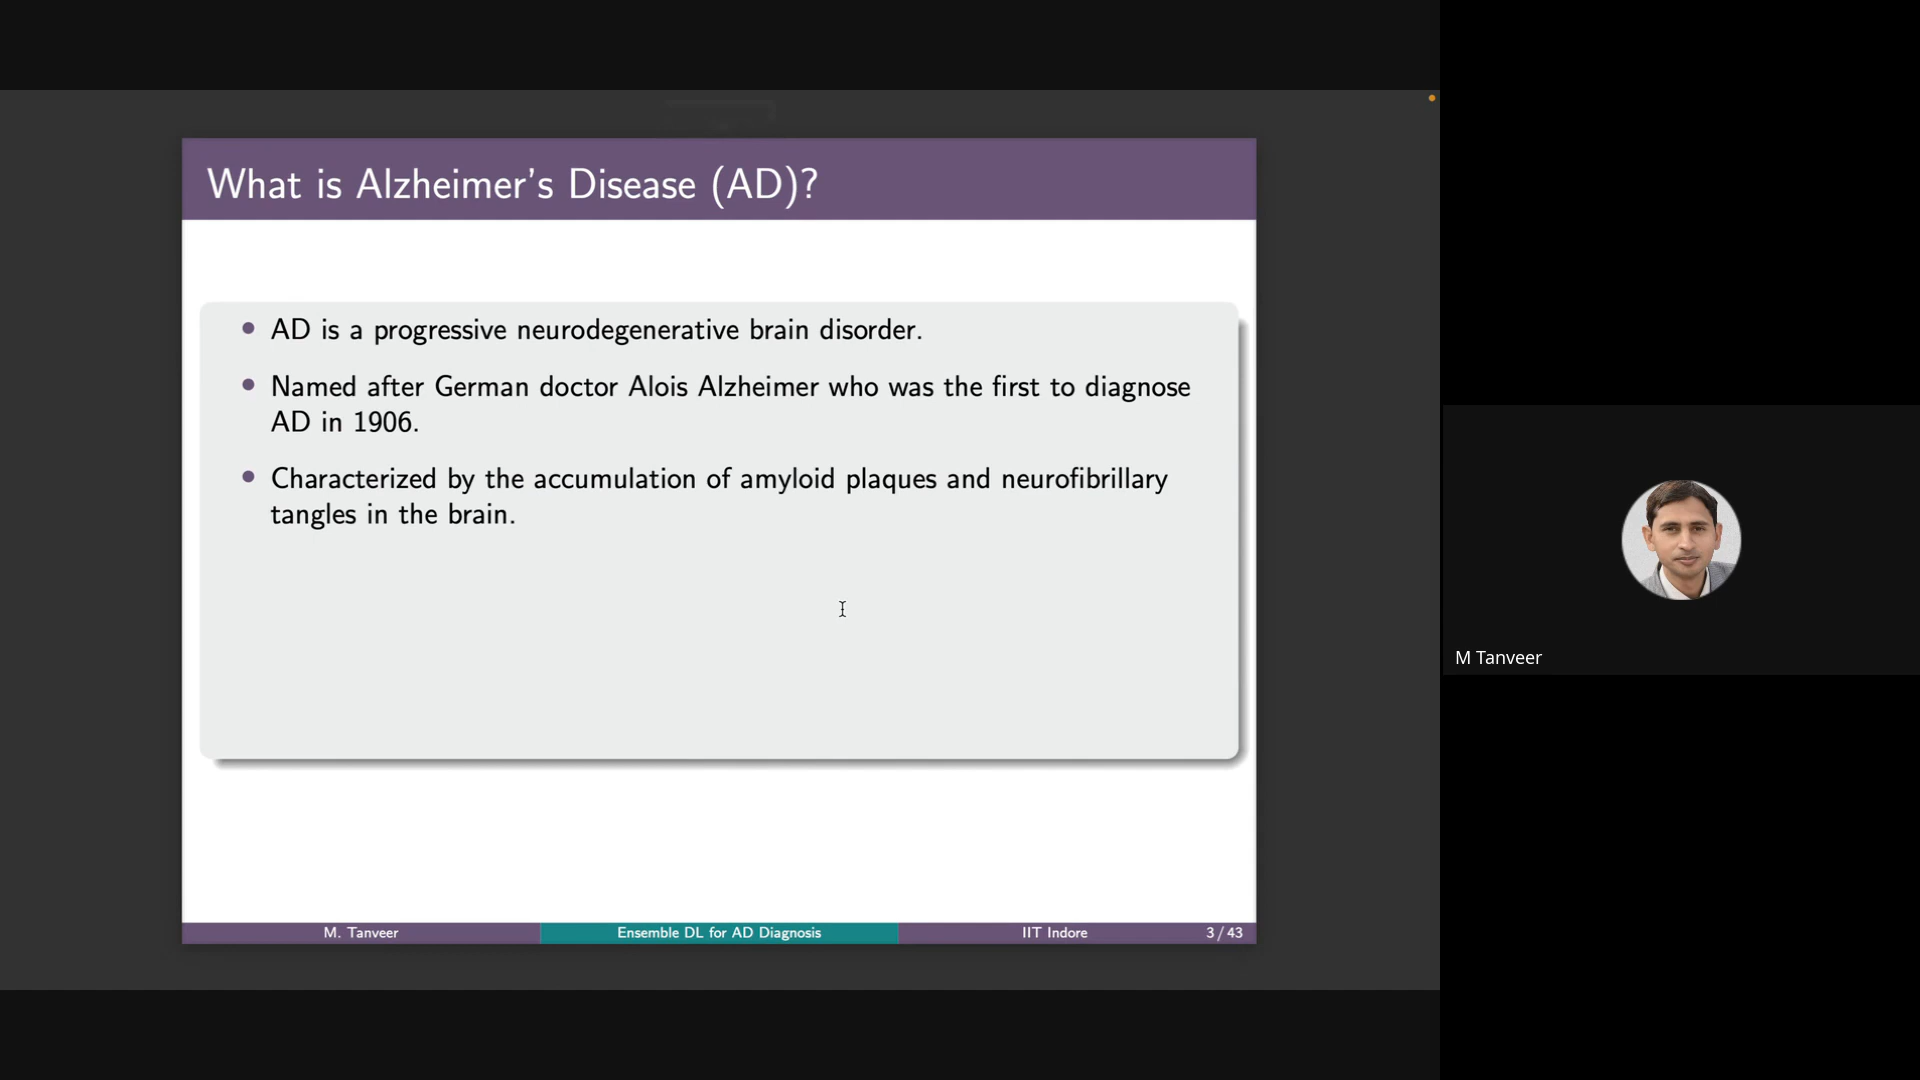 What is Alzheimer's Disease (AD)?
• AD is a progressive neurodegenerative brain disorder.
• Named after German doctor Alois Alzheimer who was the first to diagnose
AD in 1906.
• Characterized by the accumulation of amyloid plaques and neurofibrillary
tangles in the brain.
M. Tanveer
Ensemble DL for AD Diagnosis
IIT Indore
3 / 43
M Tanveer